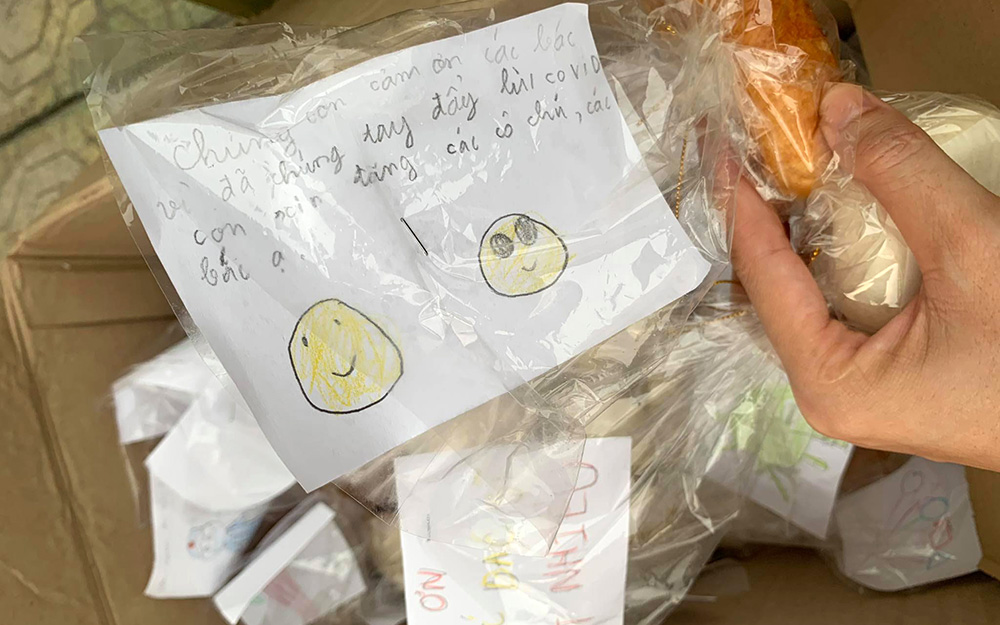 Chúng con cảm ơn các bác
đã chung tay đẩy lùi COVID
vì
con xin tặng các cô chú, các
bác ạ.
ƠN
BÁC
NHIỀU